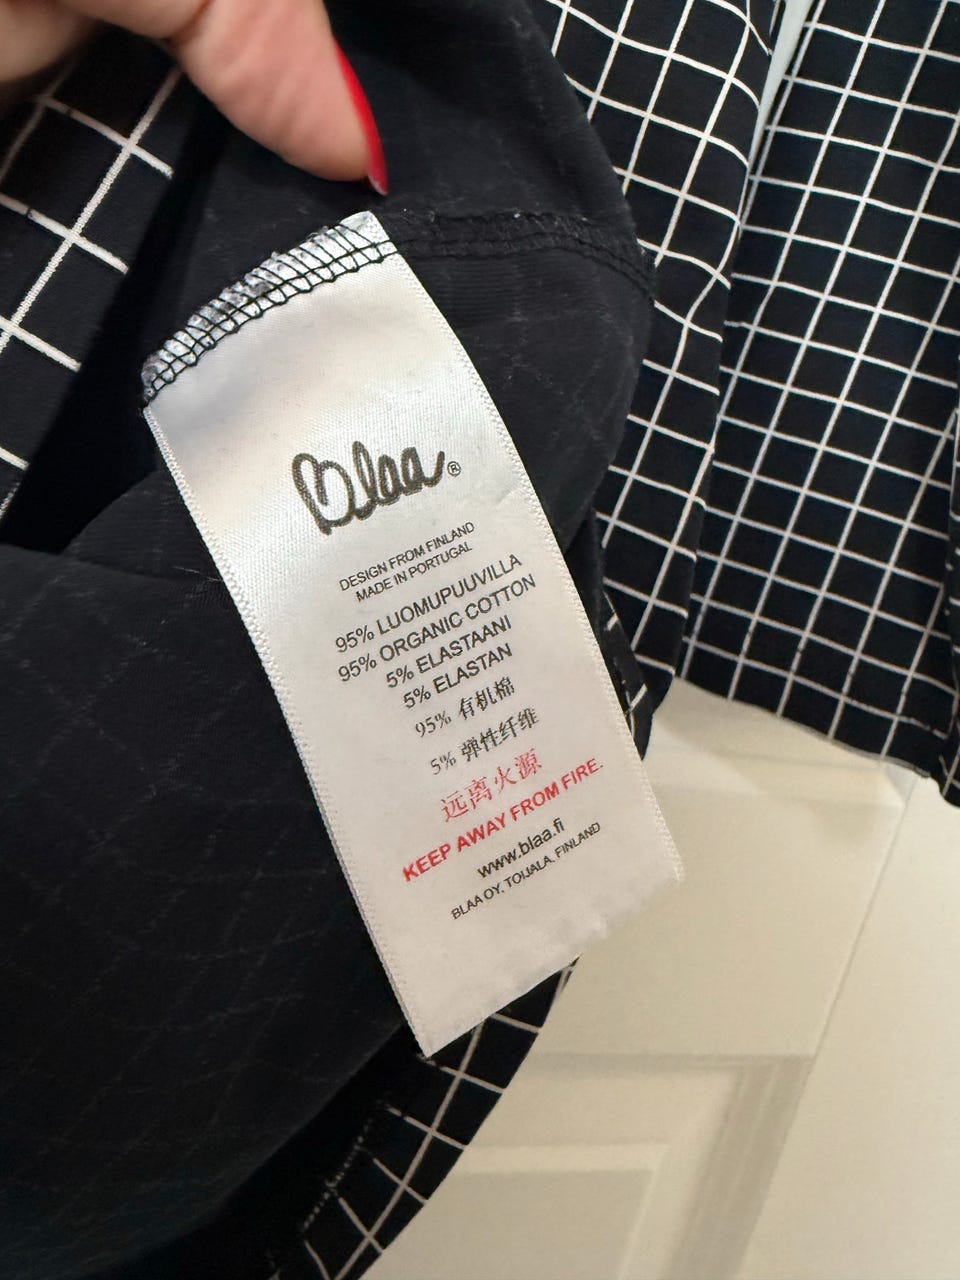 Blaa®
DESIGN FROM FINLAND
MADE IN PORTUGAL
95% LUOMUPUUVILLA
95% ORGANIC COTTON
5% ELASTAANI
5% ELASTAN
95% 有机棉
5% 弹性纤维
远离火源
KEEP AWAY FROM FIRE.
www.blaa.fi
BLAA OY, TOIJALA, FINLAND